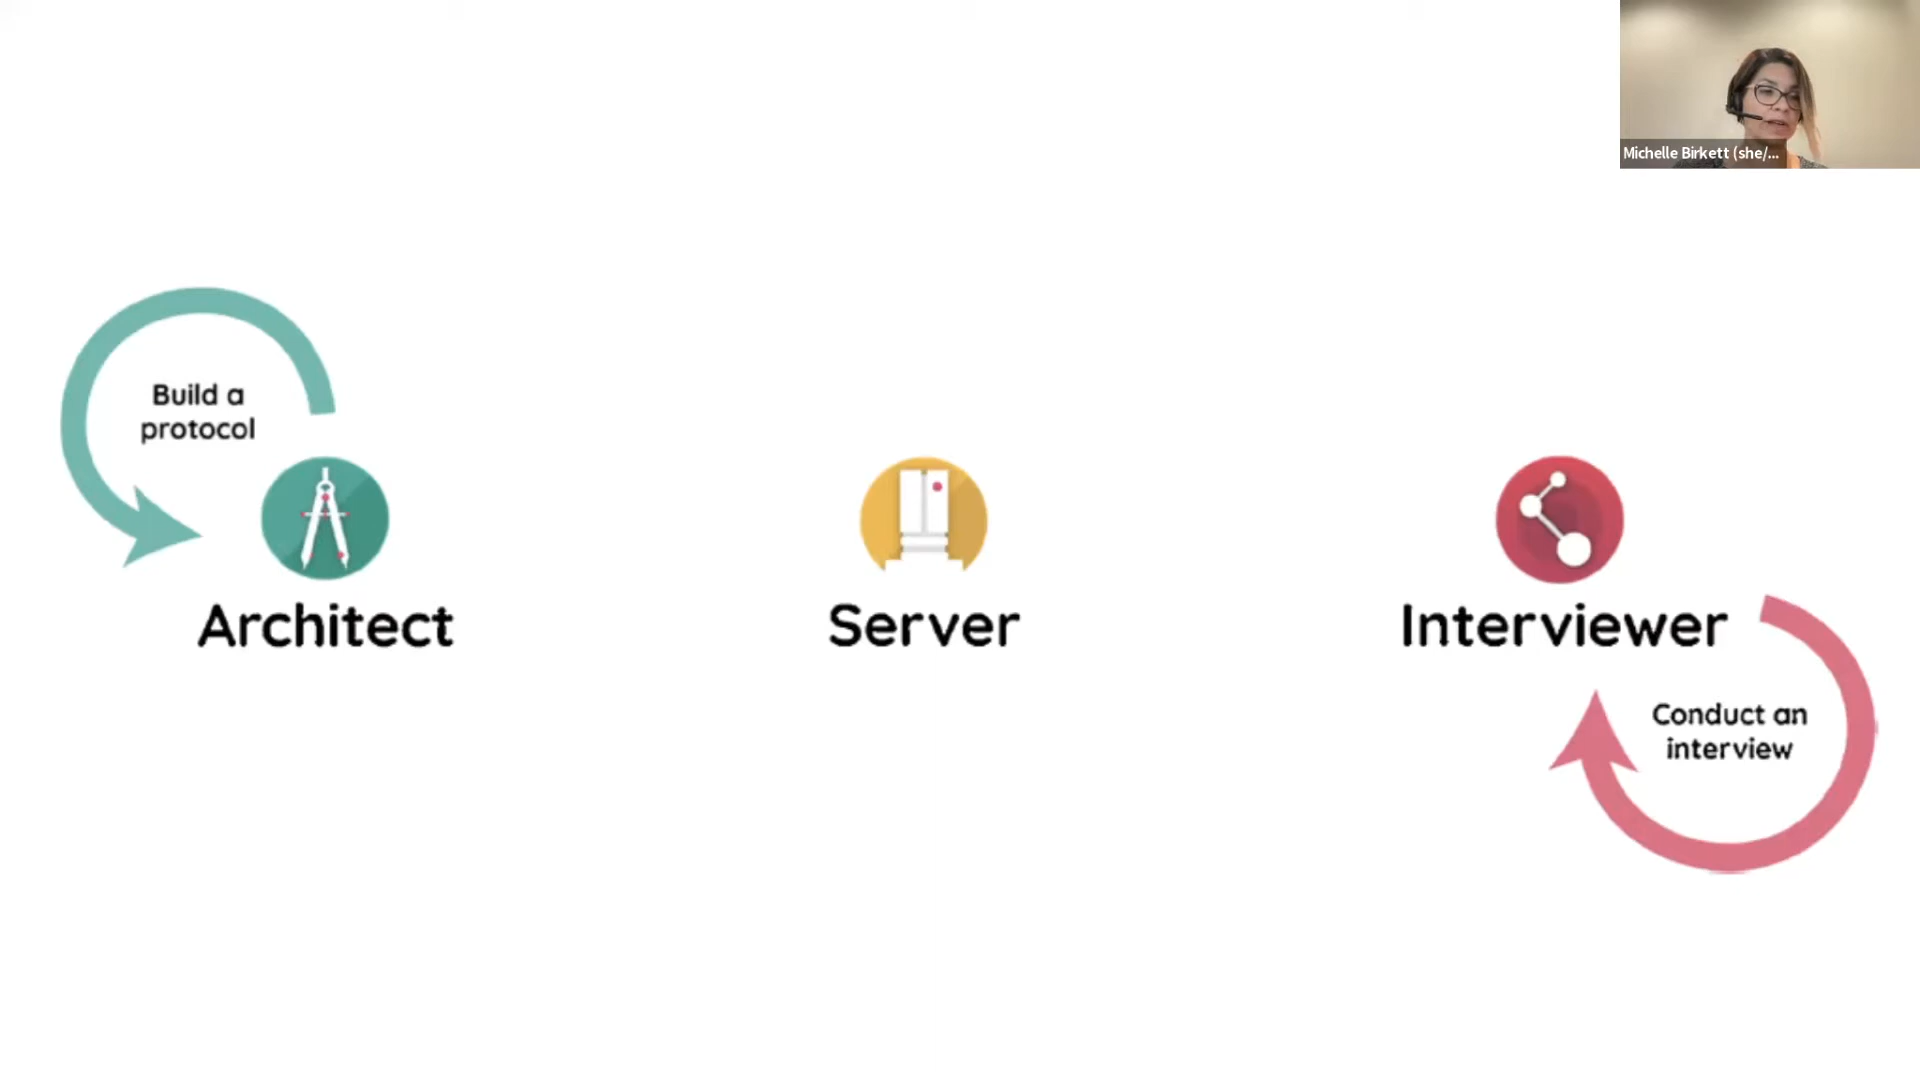 Michelle Birkett (she/...
Build a
protocol
Architect
Server
Interviewer
Conduct an
interview